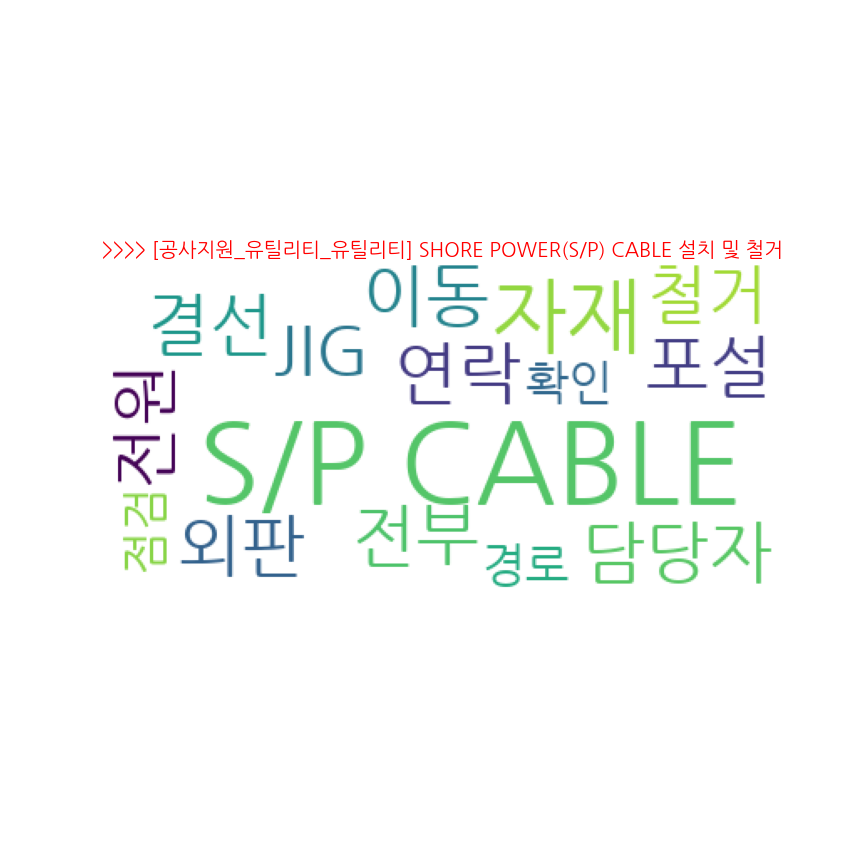 >>>> [공사지원_유틸리티_유틸리티] SHORE POWER(S/P) CABLE 설치 및 철거
이동
자재
철거
결선
JIG
연락
확인
포설
전원
S/P CABLE
점검
외판
전부
경로
담당자